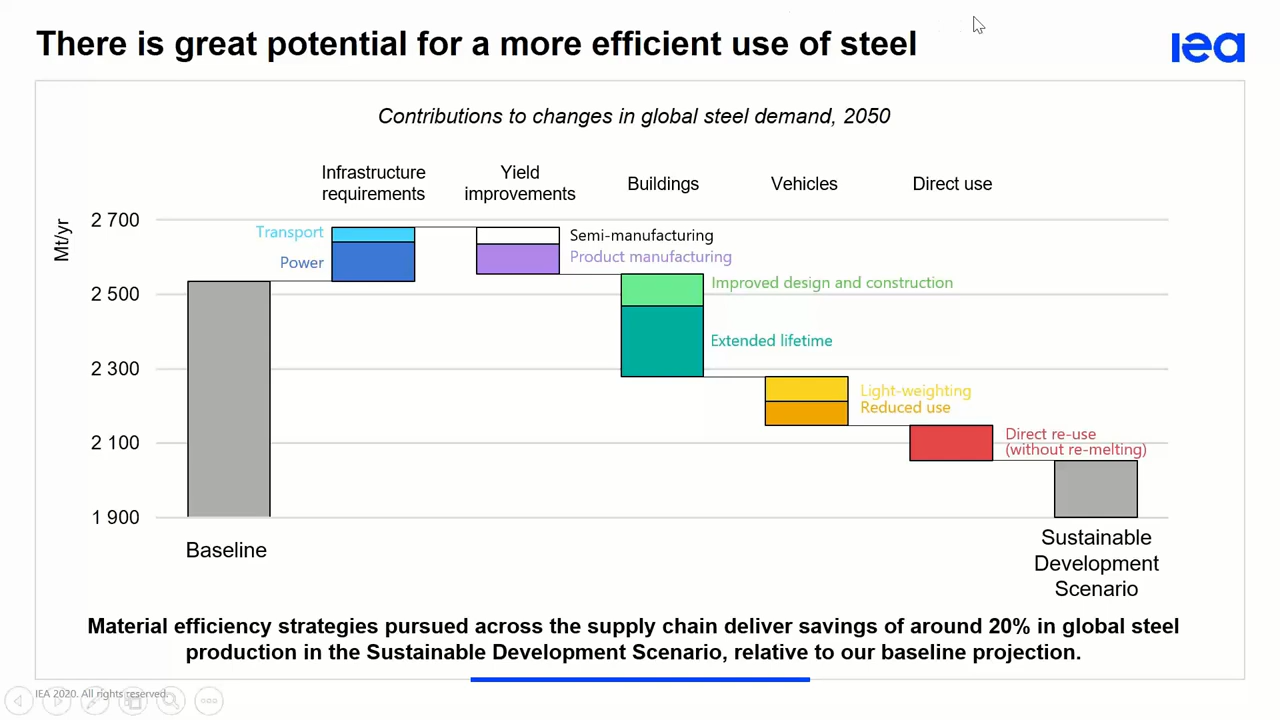 There is great potential for a more efficient use of steel
iea
Contributions to changes in global steel demand, 2050
Infrastructure
requirements
Yield
improvements
Buildings
Vehicles
Direct use
Mt/yr
2 700
2 500
2 300
2 100
1 900
Transport
Power
Semi-manufacturing
Product manufacturing
Improved design and construction
Extended lifetime
Light-weighting
Reduced use
Direct re-use
(without re-melting)
Baseline
Sustainable
Development
Scenario
Material efficiency strategies pursued across the supply chain deliver savings of around 20% in global steel
production in the Sustainable Development Scenario, relative to our baseline projection.
IEA 2020. All rights reserved.